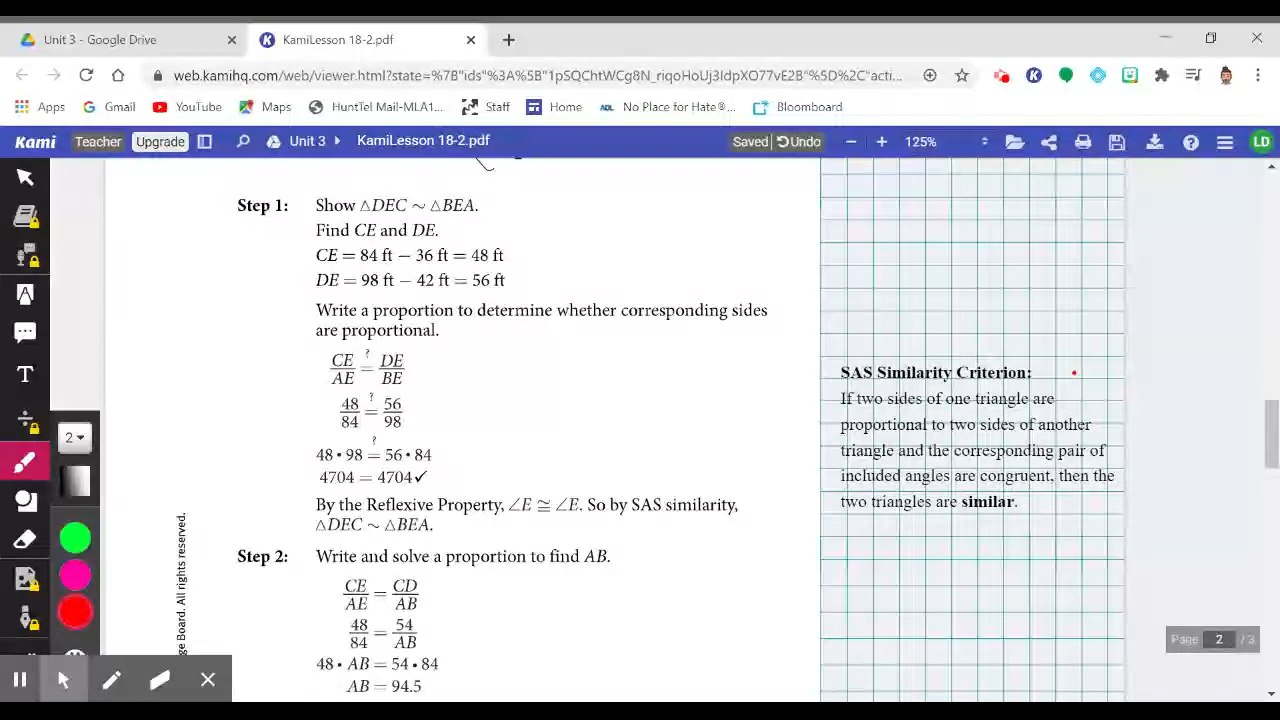 Unit 3 - Google Drive
KamiLesson 18-2.pdf
web.kamihq.com/web/viewer.html?state=%7B"ids"%3A%5B"1pSQChtWCg8N_riqoHoUj3IdpXO77vE2B"%5D%2C"acti...
Apps
Gmail
YouTube
Maps
HuntTel Mail-MLA1...
Staff
Home
ADL No Place for Hate-...
Bloomboard
Kami
Teacher
Upgrade
Unit 3
KamiLesson 18-2.pdf
Saved
Undo
125%
LD
Step 1: Show △DEC ~ △BEA.
Find CE and DE.
CE = 84 ft − 36 ft = 48 ft
DE = 98 ft − 42 ft = 56 ft
Write a proportion to determine whether corresponding sides
are proportional.
CE/AE ≟ DE/BE
48/84 ≟ 56/98
48 • 98 ≟ 56 • 84
4704 = 4704✓
By the Reflexive Property, ∠E ≅ ∠E. So by SAS similarity,
△DEC ~ △BEA.
Step 2: Write and solve a proportion to find AB.
CE/AE = CD/AB
48/84 = 54/AB
48 • AB = 54 • 84
AB = 94.5
SAS Similarity Criterion:
If two sides of one triangle are
proportional to two sides of another
triangle and the corresponding pair of
included angles are congruent, then the
two triangles are similar.
ge Board. All rights reserved.
2
Page 2 / 3